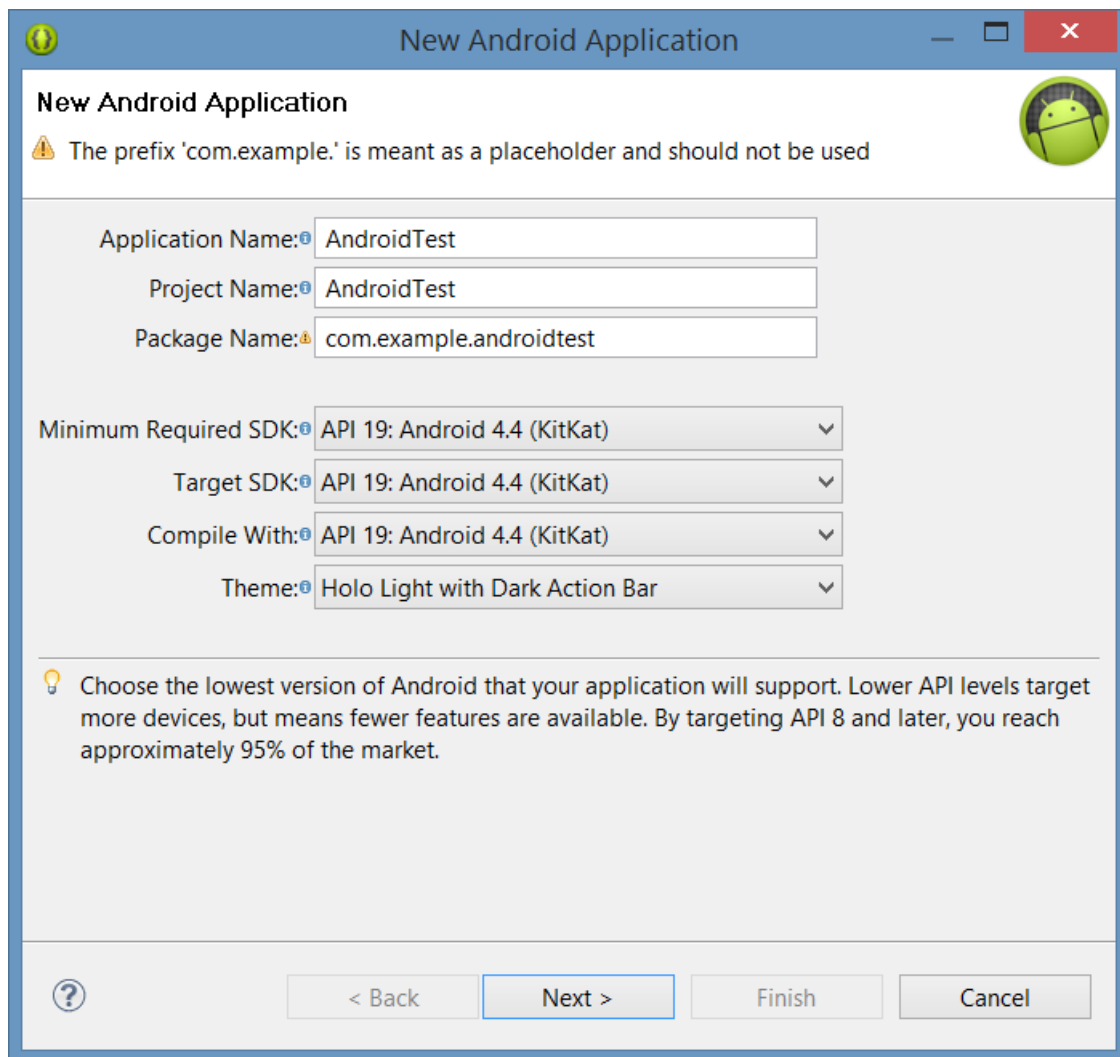 New Android Application
New Android Application
The prefix 'com.example.' is meant as a placeholder and should not be used
Application Name: AndroidTest
Project Name: AndroidTest
Package Name: com.example.androidtest
Minimum Required SDK: API 19: Android 4.4 (KitKat)
Target SDK: API 19: Android 4.4 (KitKat)
Compile With: API 19: Android 4.4 (KitKat)
Theme: Holo Light with Dark Action Bar
Choose the lowest version of Android that your application will support. Lower API levels target
more devices, but means fewer features are available. By targeting API 8 and later, you reach
approximately 95% of the market.
? < Back Next > Finish Cancel